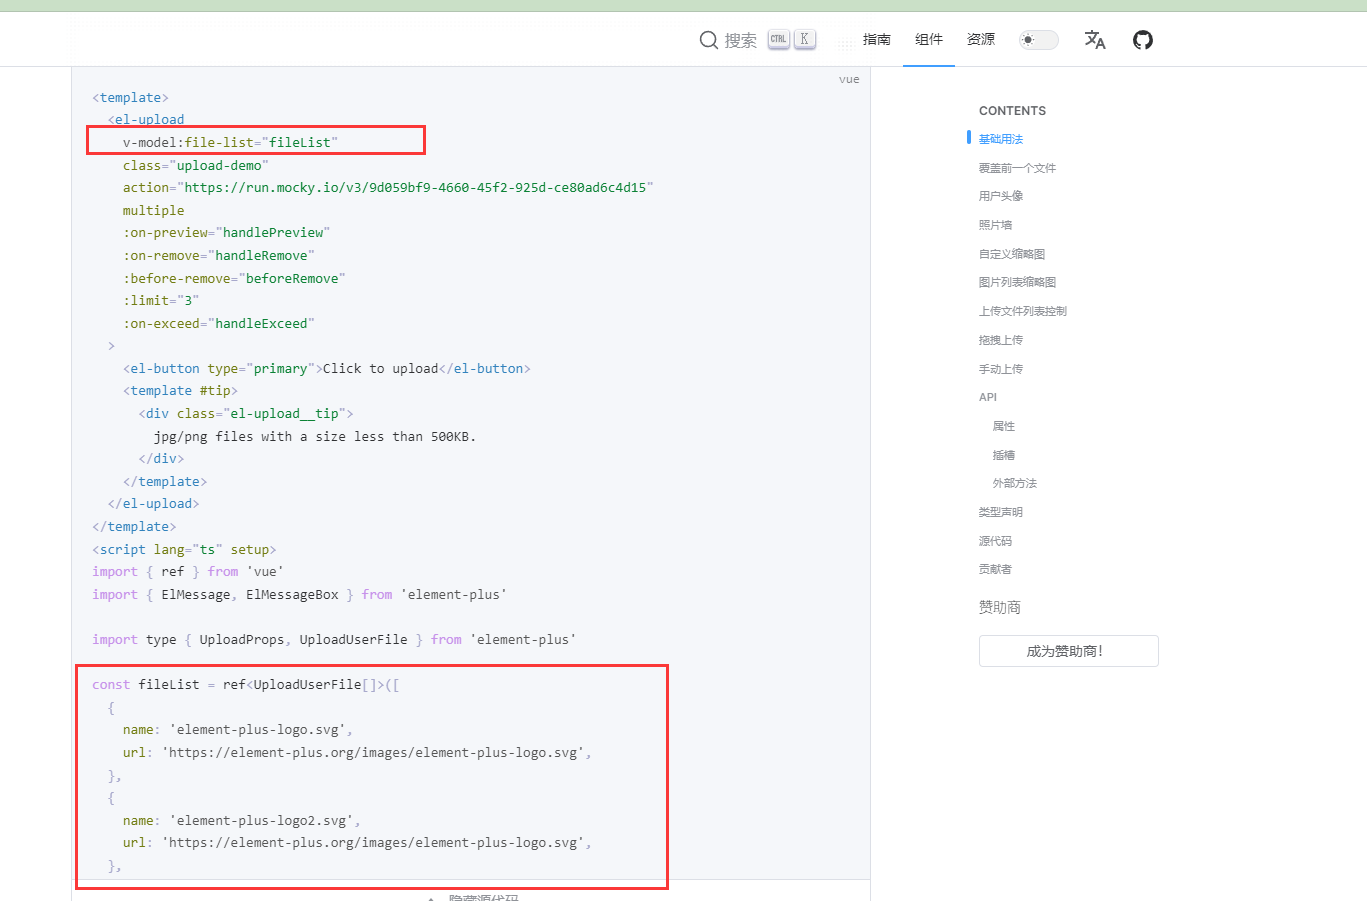 搜索 CTRL K 指南 组件 资源
vue
<template>
<el-upload
v-model:file-list="fileList"
class="upload-demo"
action="https://run.mocky.io/v3/9d059bf9-4660-45f2-925d-ce80ad6c4d15"
multiple
:on-preview="handlePreview"
:on-remove="handleRemove"
:before-remove="beforeRemove"
:limit="3"
:on-exceed="handleExceed"
>
<el-button type="primary">Click to upload</el-button>
<template #tip>
<div class="el-upload__tip">
jpg/png files with a size less than 500KB.
</div>
</template>
</el-upload>
</template>
<script lang="ts" setup>
import { ref } from 'vue'
import { ElMessage, ElMessageBox } from 'element-plus'
import type { UploadProps, UploadUserFile } from 'element-plus'
const fileList = ref<UploadUserFile[]>([
{
name: 'element-plus-logo.svg',
url: 'https://element-plus.org/images/element-plus-logo.svg',
},
{
name: 'element-plus-logo2.svg',
url: 'https://element-plus.org/images/element-plus-logo.svg',
},
隐藏源代码
CONTENTS
基础用法
覆盖前一个文件
用户头像
照片墙
自定义缩略图
图片列表缩略图
上传文件列表控制
拖拽上传
手动上传
API
属性
插槽
外部方法
类型声明
源代码
贡献者
赞助商
成为赞助商!